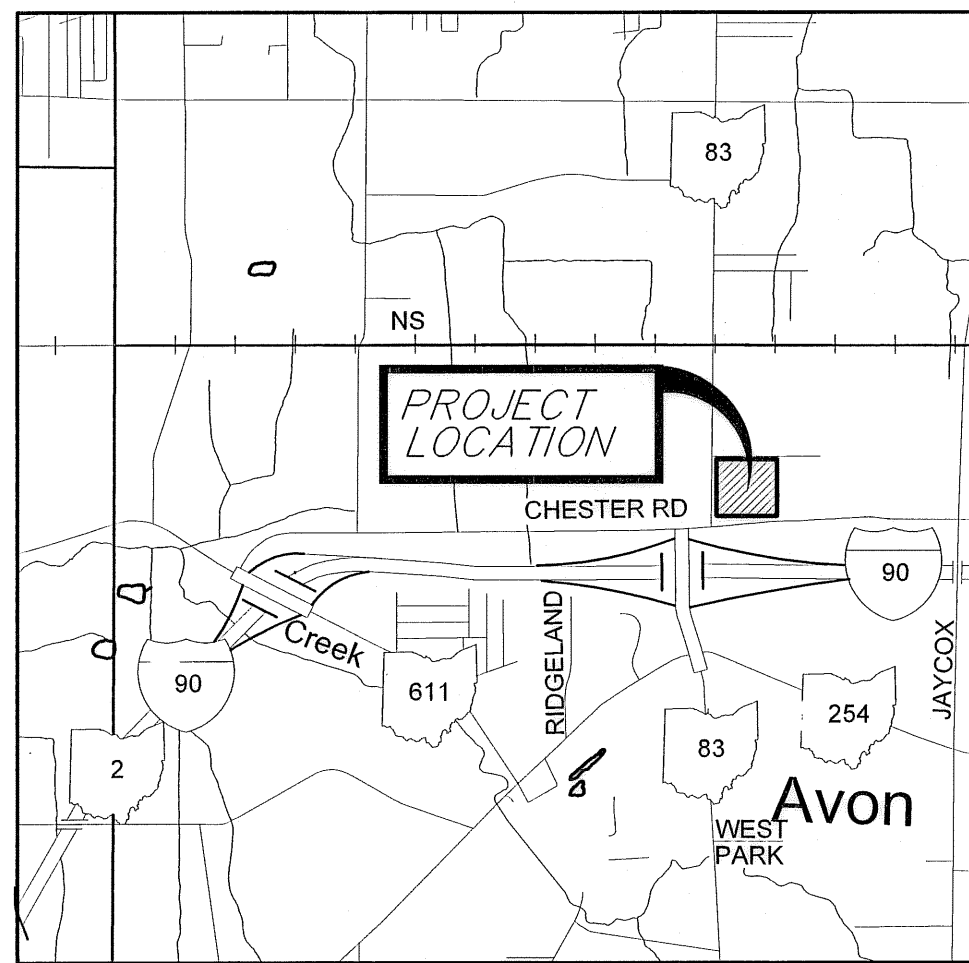 83
NS
PROJECT
LOCATION
CHESTER RD
90
RIDGELAND
Creek
90
611
JAYCOX
254
2
83
Avon
WEST
PARK